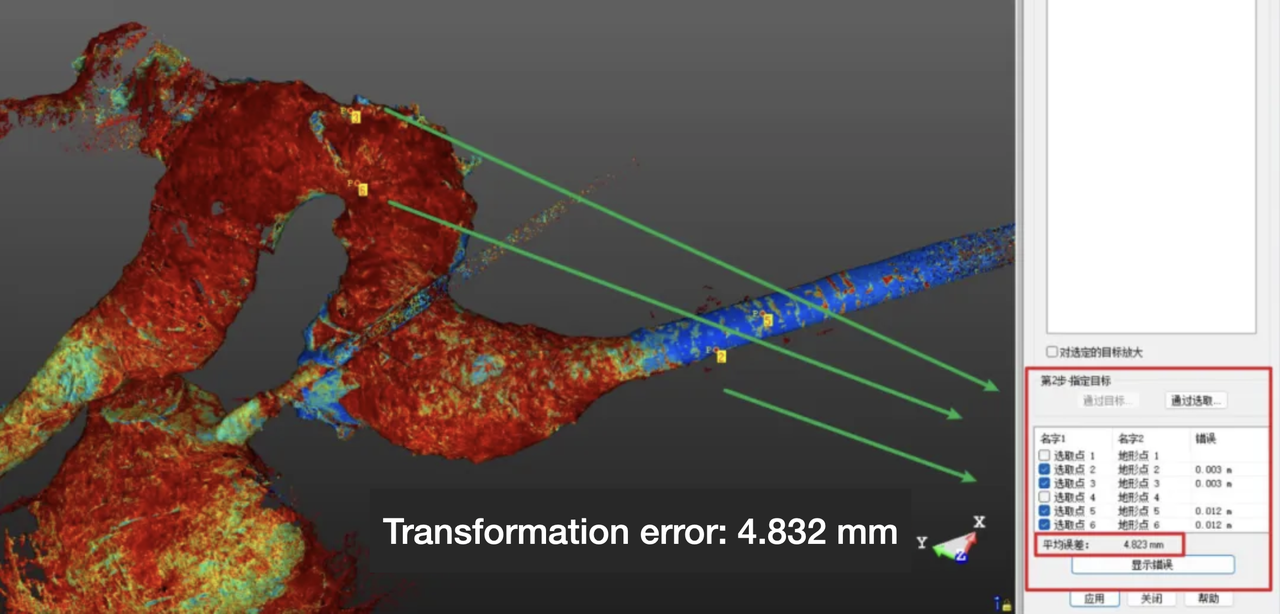 3
6
5
2
Transformation error: 4.832 mm
X
Y
Z
对选定的目标放大
第2步-指定目标
通过目标...
通过选取...
名字1 名字2 错误
选取点 1 地形点 1
选取点 2 地形点 2 0.003 m
选取点 3 地形点 3 0.003 m
选取点 4 地形点 4
选取点 5 地形点 5 0.012 m
选取点 6 地形点 6 0.012 m
平均误差: 4.823 mm
显示错误
应用 关闭 帮助